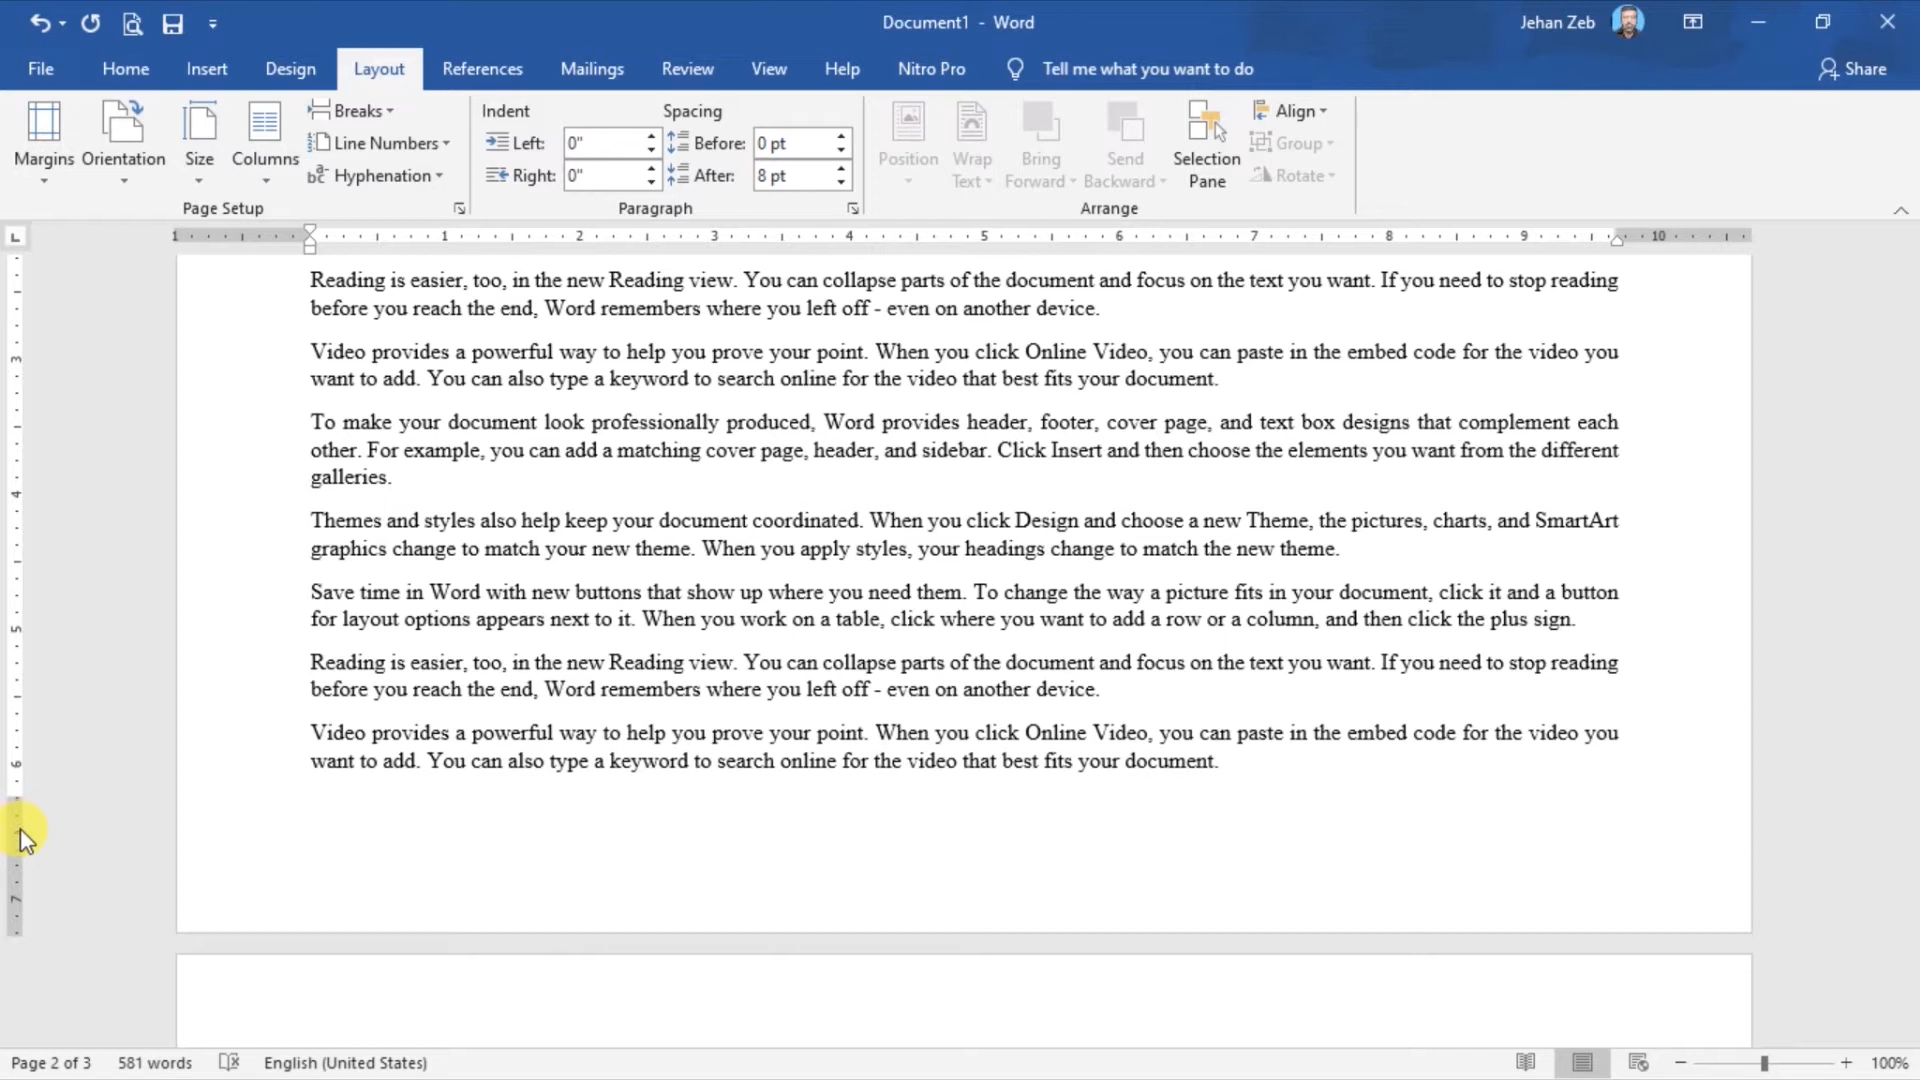 Document1 - Word
Jehan Zeb
File Home Insert Design Layout References Mailings Review View Help Nitro Pro Tell me what you want to do Share
Margins Orientation Size Columns
Breaks
Line Numbers
Hyphenation
Page Setup
Indent Spacing
Left: 0" Before: 0 pt
Right: 0" After: 8 pt
Paragraph
Position Wrap Text Bring Forward Send Backward Selection Pane
Align
Group
Rotate
Arrange
L
1 1 2 3 4 5 6 7 8 9 10
Reading is easier, too, in the new Reading view. You can collapse parts of the document and focus on the text you want. If you need to stop reading
before you reach the end, Word remembers where you left off - even on another device.
Video provides a powerful way to help you prove your point. When you click Online Video, you can paste in the embed code for the video you
want to add. You can also type a keyword to search online for the video that best fits your document.
To make your document look professionally produced, Word provides header, footer, cover page, and text box designs that complement each
other. For example, you can add a matching cover page, header, and sidebar. Click Insert and then choose the elements you want from the different
galleries.
Themes and styles also help keep your document coordinated. When you click Design and choose a new Theme, the pictures, charts, and SmartArt
graphics change to match your new theme. When you apply styles, your headings change to match the new theme.
Save time in Word with new buttons that show up where you need them. To change the way a picture fits in your document, click it and a button
for layout options appears next to it. When you work on a table, click where you want to add a row or a column, and then click the plus sign.
Reading is easier, too, in the new Reading view. You can collapse parts of the document and focus on the text you want. If you need to stop reading
before you reach the end, Word remembers where you left off - even on another device.
Video provides a powerful way to help you prove your point. When you click Online Video, you can paste in the embed code for the video you
want to add. You can also type a keyword to search online for the video that best fits your document.
3
4
5
6
7
Page 2 of 3 581 words English (United States) 100%